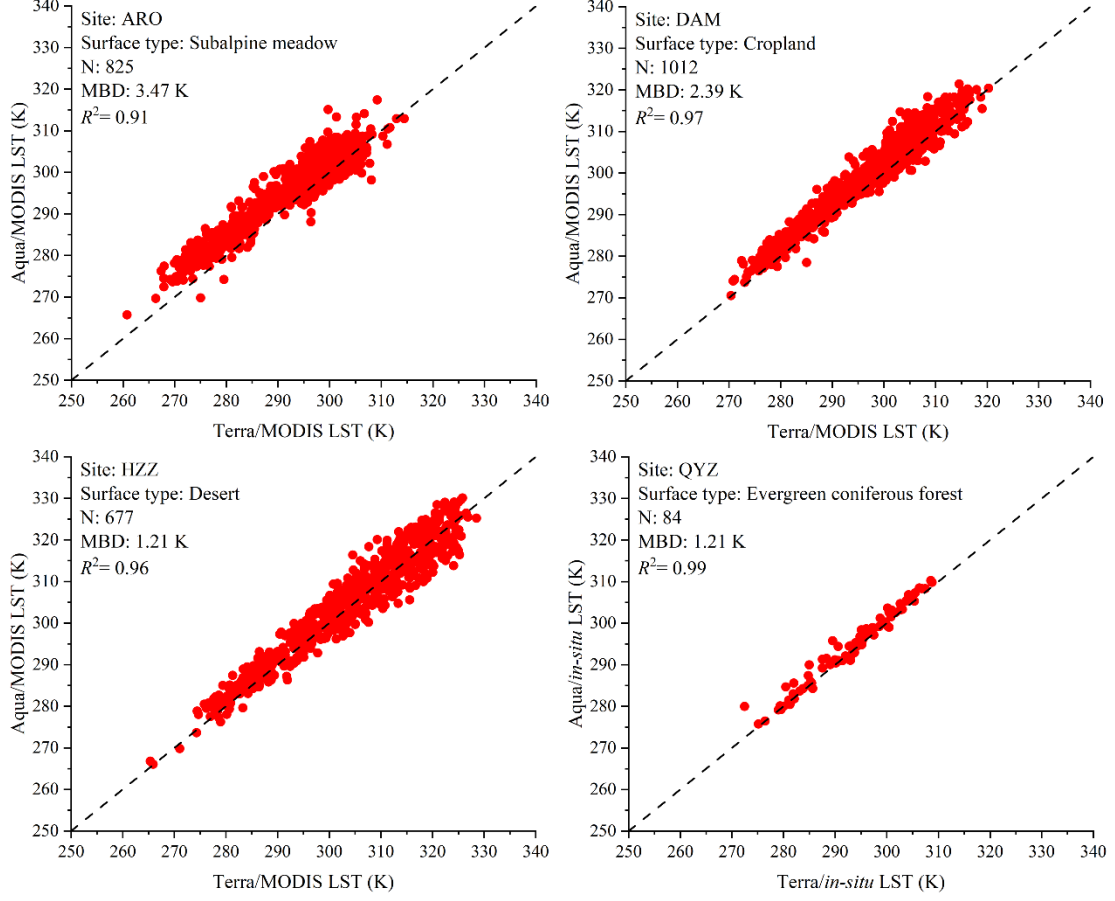 Site: ARO
Surface type: Subalpine meadow
N: 825
MBD: 3.47 K
R²= 0.91
340
330
320
310
300
290
280
270
260
250
Aqua/MODIS LST (K)
250 260 270 280 290 300 310 320 330 340
Terra/MODIS LST (K)
Site: DAM
Surface type: Cropland
N: 1012
MBD: 2.39 K
R²= 0.97
340
330
320
310
300
290
280
270
260
250
Aqua/MODIS LST (K)
250 260 270 280 290 300 310 320 330 340
Terra/MODIS LST (K)
Site: HZZ
Surface type: Desert
N: 677
MBD: 1.21 K
R²= 0.96
340
330
320
310
300
290
280
270
260
250
Aqua/MODIS LST (K)
250 260 270 280 290 300 310 320 330 340
Terra/MODIS LST (K)
Site: QYZ
Surface type: Evergreen coniferous forest
N: 84
MBD: 1.21 K
R²= 0.99
340
330
320
310
300
290
280
270
260
250
Aqua/in-situ LST (K)
250 260 270 280 290 300 310 320 330 340
Terra/in-situ LST (K)